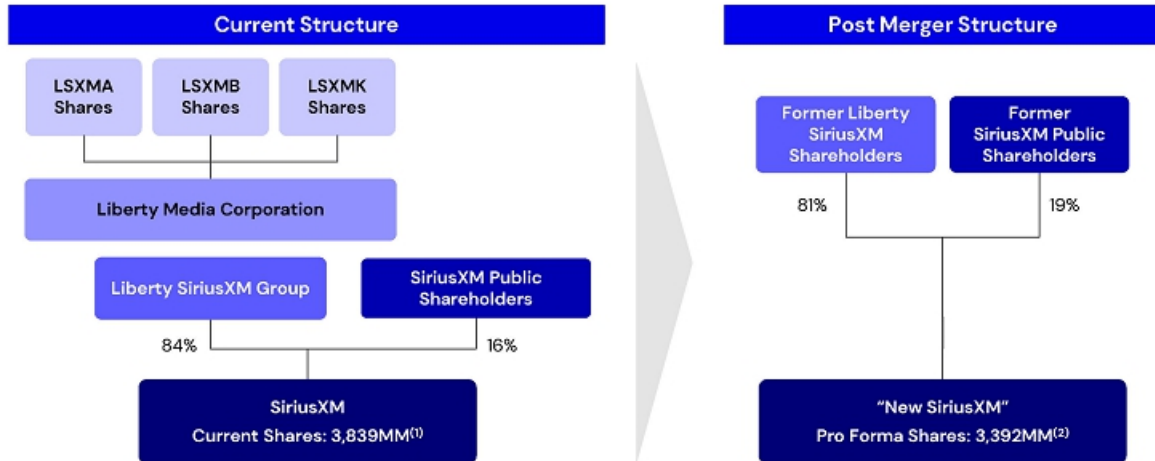 Current Structure
LSXMA
Shares
LSXMB
Shares
LSXMK
Shares
Liberty Media Corporation
Liberty SiriusXM Group
SiriusXM Public
Shareholders
84%
16%
SiriusXM
Current Shares: 3,839MM(1)
Post Merger Structure
Former Liberty
SiriusXM
Shareholders
Former
SiriusXM Public
Shareholders
81%
19%
“New SiriusXM”
Pro Forma Shares: 3,392MM(2)